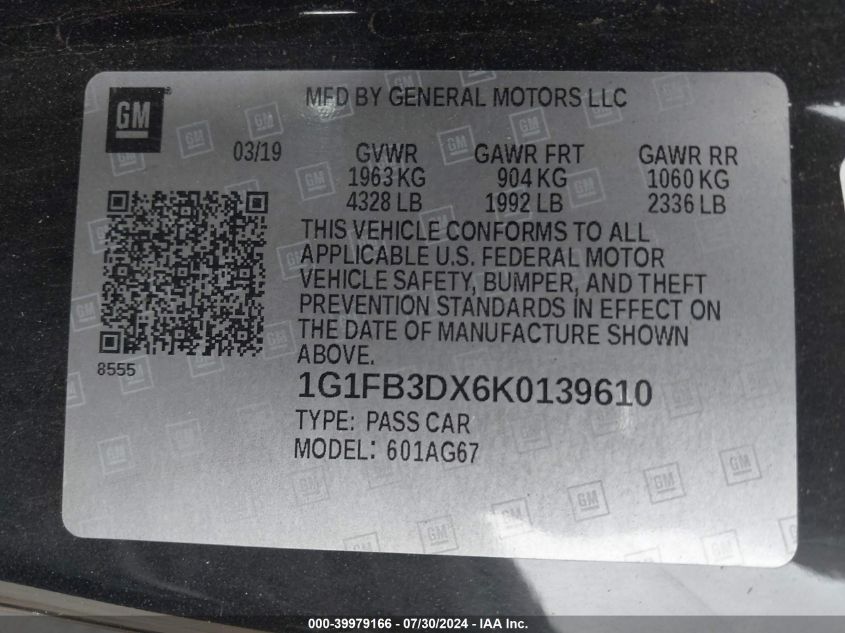 GM
MFD BY GENERAL MOTORS LLC
03/19 GVWR GAWR FRT GAWR RR
1963 KG 904 KG 1060 KG
4328 LB 1992 LB 2336 LB
THIS VEHICLE CONFORMS TO ALL
APPLICABLE U.S. FEDERAL MOTOR
VEHICLE SAFETY, BUMPER, AND THEFT
PREVENTION STANDARDS IN EFFECT ON
THE DATE OF MANUFACTURE SHOWN
ABOVE.
8555
1G1FB3DX6K0139610
TYPE: PASS CAR
MODEL: 601AG67
000-39979166 - 07/30/2024 - IAA Inc.